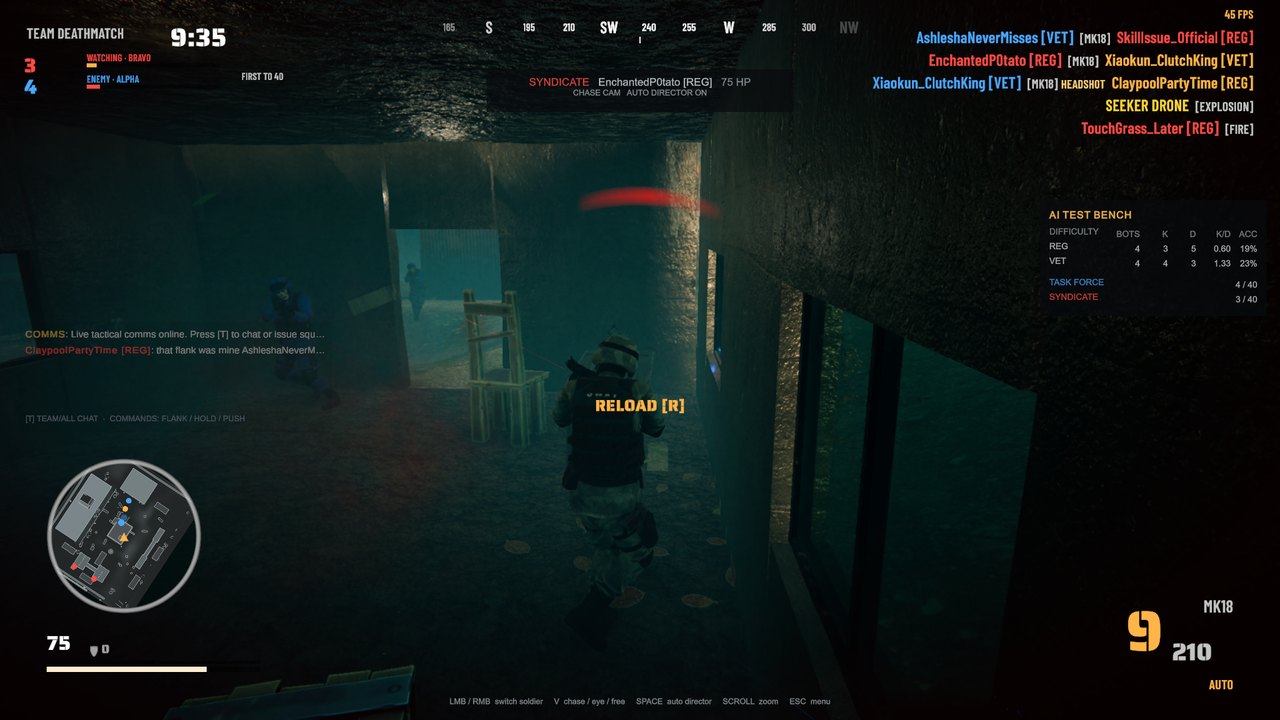 TEAM DEATHMATCH
9:35
3
WATCHING · BRAVO
4
ENEMY · ALPHA
FIRST TO 40
165 S 195 210 SW 240 255 W 285 300 NW
SYNDICATE EnchantedP0tato [REG] 75 HP
CHASE CAM AUTO DIRECTOR ON
45 FPS
AshleshaNeverMisses [VET] [MK18] SkillIssue_Official [REG]
EnchantedP0tato [REG] [MK18] Xiaokun_ClutchKing [VET]
Xiaokun_ClutchKing [VET] [MK18] HEADSHOT ClaypoolPartyTime [REG]
SEEKER DRONE [EXPLOSION]
TouchGrass_Later [REG] [FIRE]
AI TEST BENCH
DIFFICULTY BOTS K D K/D ACC
REG 4 3 5 0.60 19%
VET 4 4 3 1.33 23%
TASK FORCE 4 / 40
SYNDICATE 3 / 40
COMMS: Live tactical comms online. Press [T] to chat or issue squ...
ClaypoolPartyTime [REG]: that flank was mine AshleshaNeverM...
[T] TEAM/ALL CHAT · COMMANDS: FLANK / HOLD / PUSH
RELOAD [R]
75
0
MK18
9
210
AUTO
LMB / RMB switch soldier V chase / eye / free SPACE auto director SCROLL zoom ESC menu